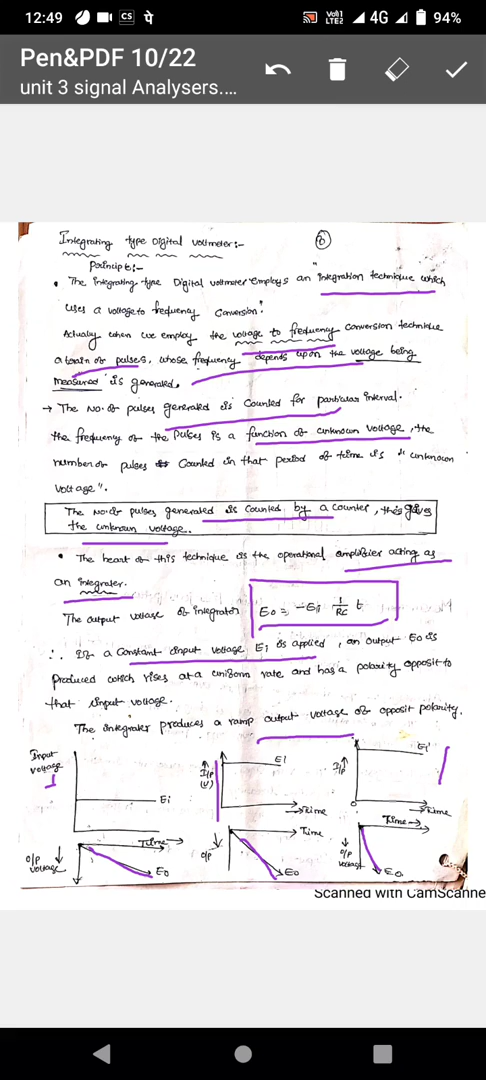 12:49 CS पे Vo)) LTE2 4G 94%
Pen&PDF 10/22
unit 3 signal Analysers....
Integrating type Digital voltmeter:-
Principle:-
• The integrating type Digital voltmeter employs an "integration technique which
uses a voltage to frequency conversion".
Actualy when we employ the voltage to frequency conversion technique
a train of pulses, whose frequency depends upon the voltage being
measured is generated.
→ The No. of pulses generated is counted for particular interval.
the frequency of the pulses is a function of unknown voltage, the
number of pulses counted in that period of time is "unknown
voltage".
The No. of pulses generated is counted by a counter, this gives
the unknown voltage.
• The heart of this technique is the operational amplifier acting as
an integrater.
The output voltage of integrator Eo = -Ei 1/RC t
∴ If a constant input voltage Ei is applied, an output Eo is
produced which rises at a uniform rate and has a polarity opposit to
that input voltage.
The integrater produces a ramp output voltage of opposit polarity.
Input voltage Ei Time
I/P (V) Ei Time
I/P Ei Time
O/P voltage Time Eo
O/P Time Eo
O/P voltage Time Eo
Scanned with CamScanne